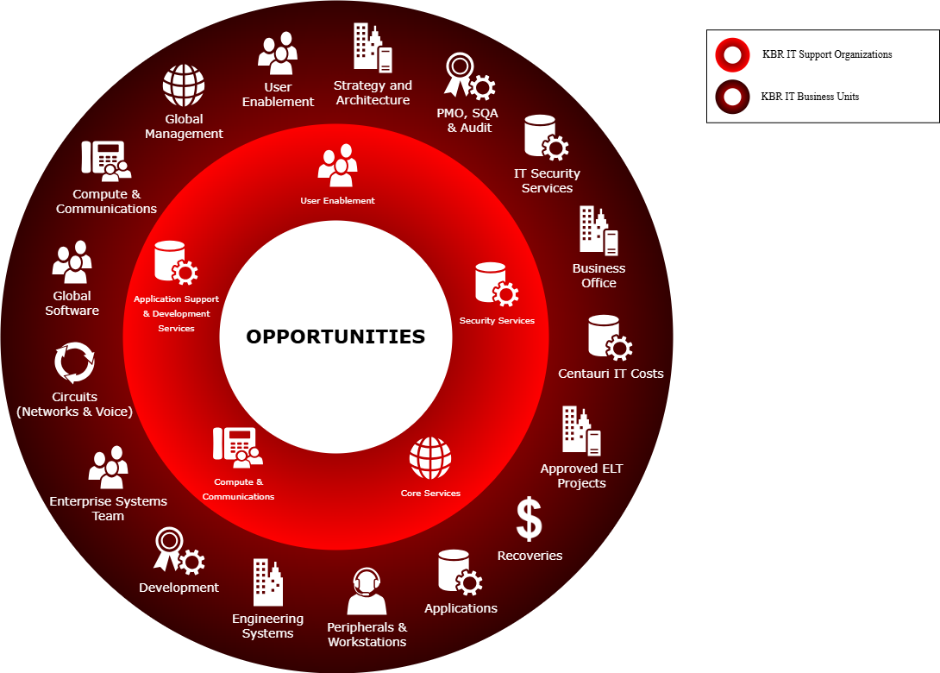 KBR IT Support Organizations
KBR IT Business Units
Strategy and
Architecture
PMO, SQA
& Audit
IT Security
Services
Business
Office
Centauri IT Costs
Approved ELT
Projects
Recoveries
Applications
Peripherals &
Workstations
Engineering
Systems
Development
Enterprise Systems
Team
Circuits
(Networks & Voice)
Global
Software
Compute &
Communications
Global
Management
User
Enablement
User Enablement
Security Services
Core Services
Compute &
Communications
Application Support
& Development
Services
OPPORTUNITIES